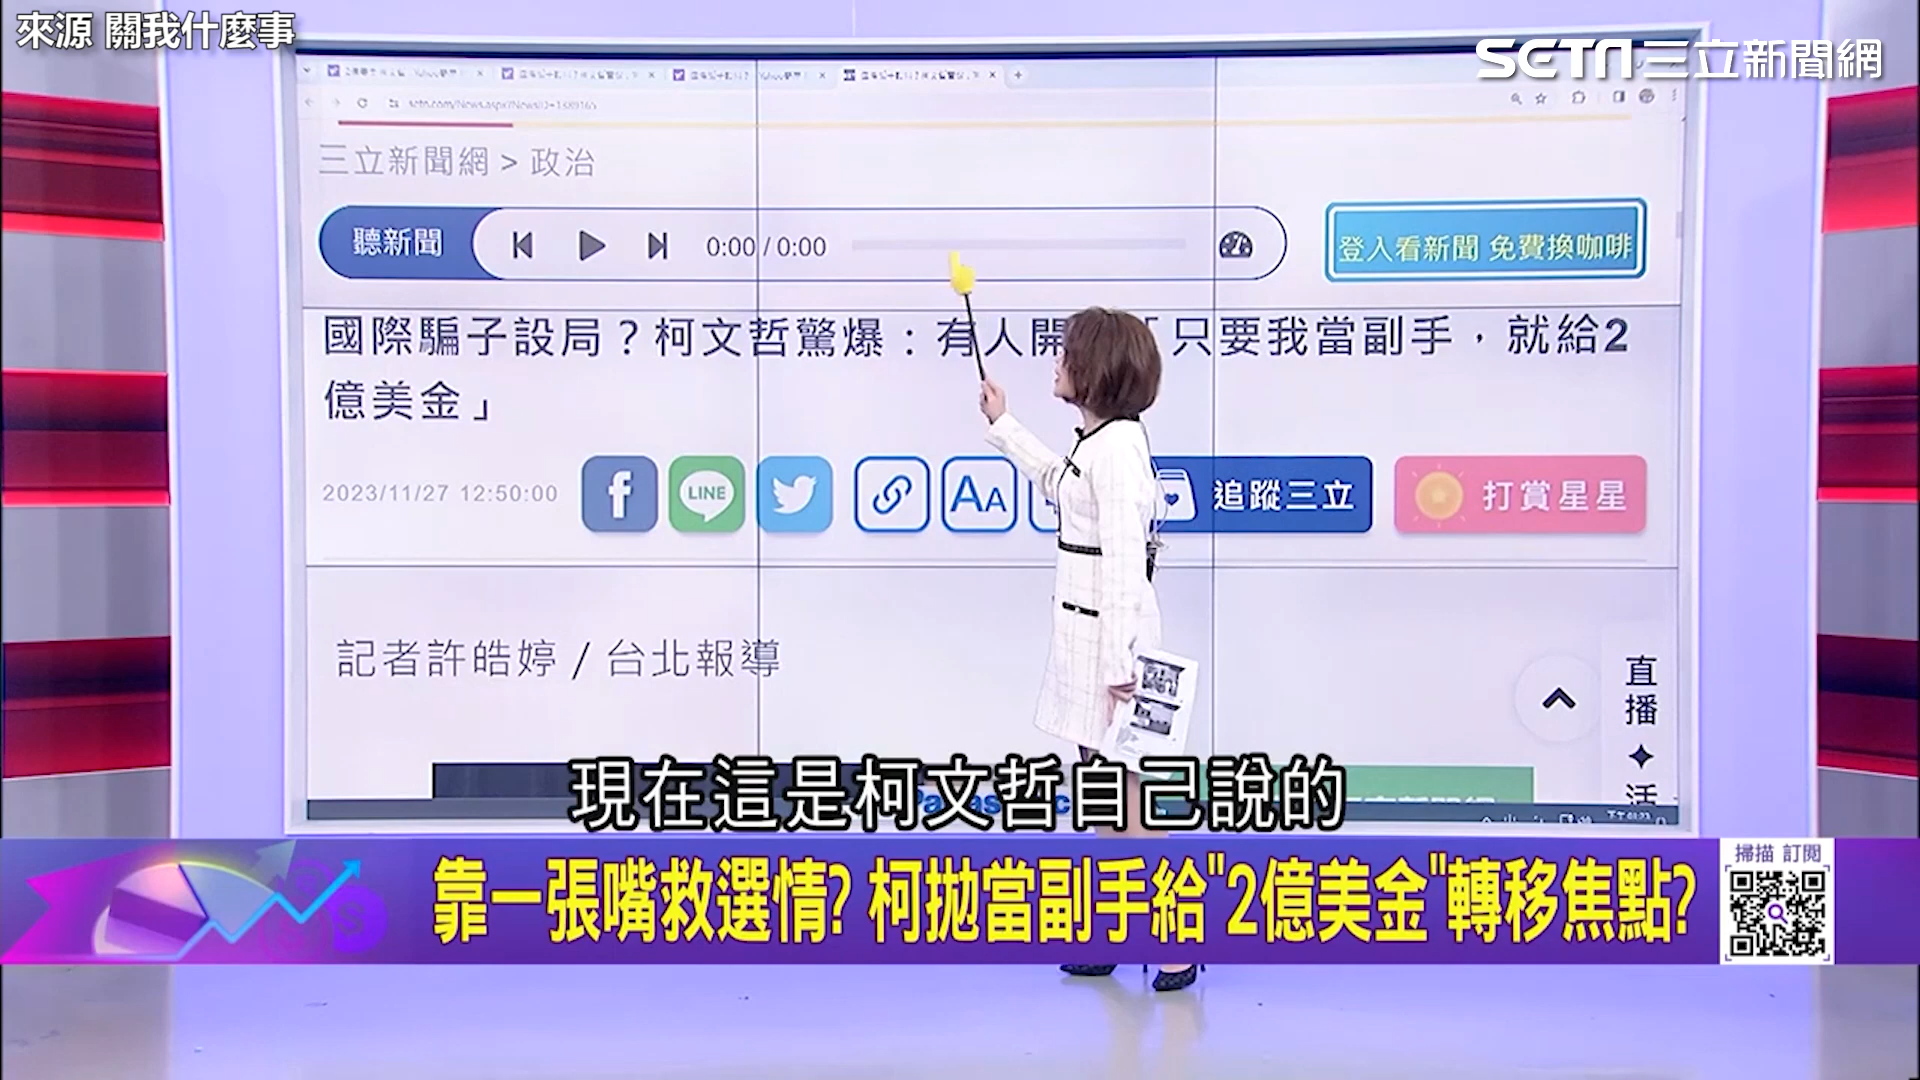 來源 關我什麼事
SETN三立新聞網
三立新聞網 > 政治
聽新聞
0:00 / 0:00
登入看新聞 免費換咖啡
國際騙子設局？柯文哲驚爆：有人開 「只要我當副手，就給2
億美金」
2023/11/27 12:50:00
f
LINE
AA
追蹤三立
打賞星星
記者許皓婷 / 台北報導
直播✦活
現在這是柯文哲自己說的
靠一張嘴救選情? 柯拋當副手給"2億美金"轉移焦點?
掃描 訂閱